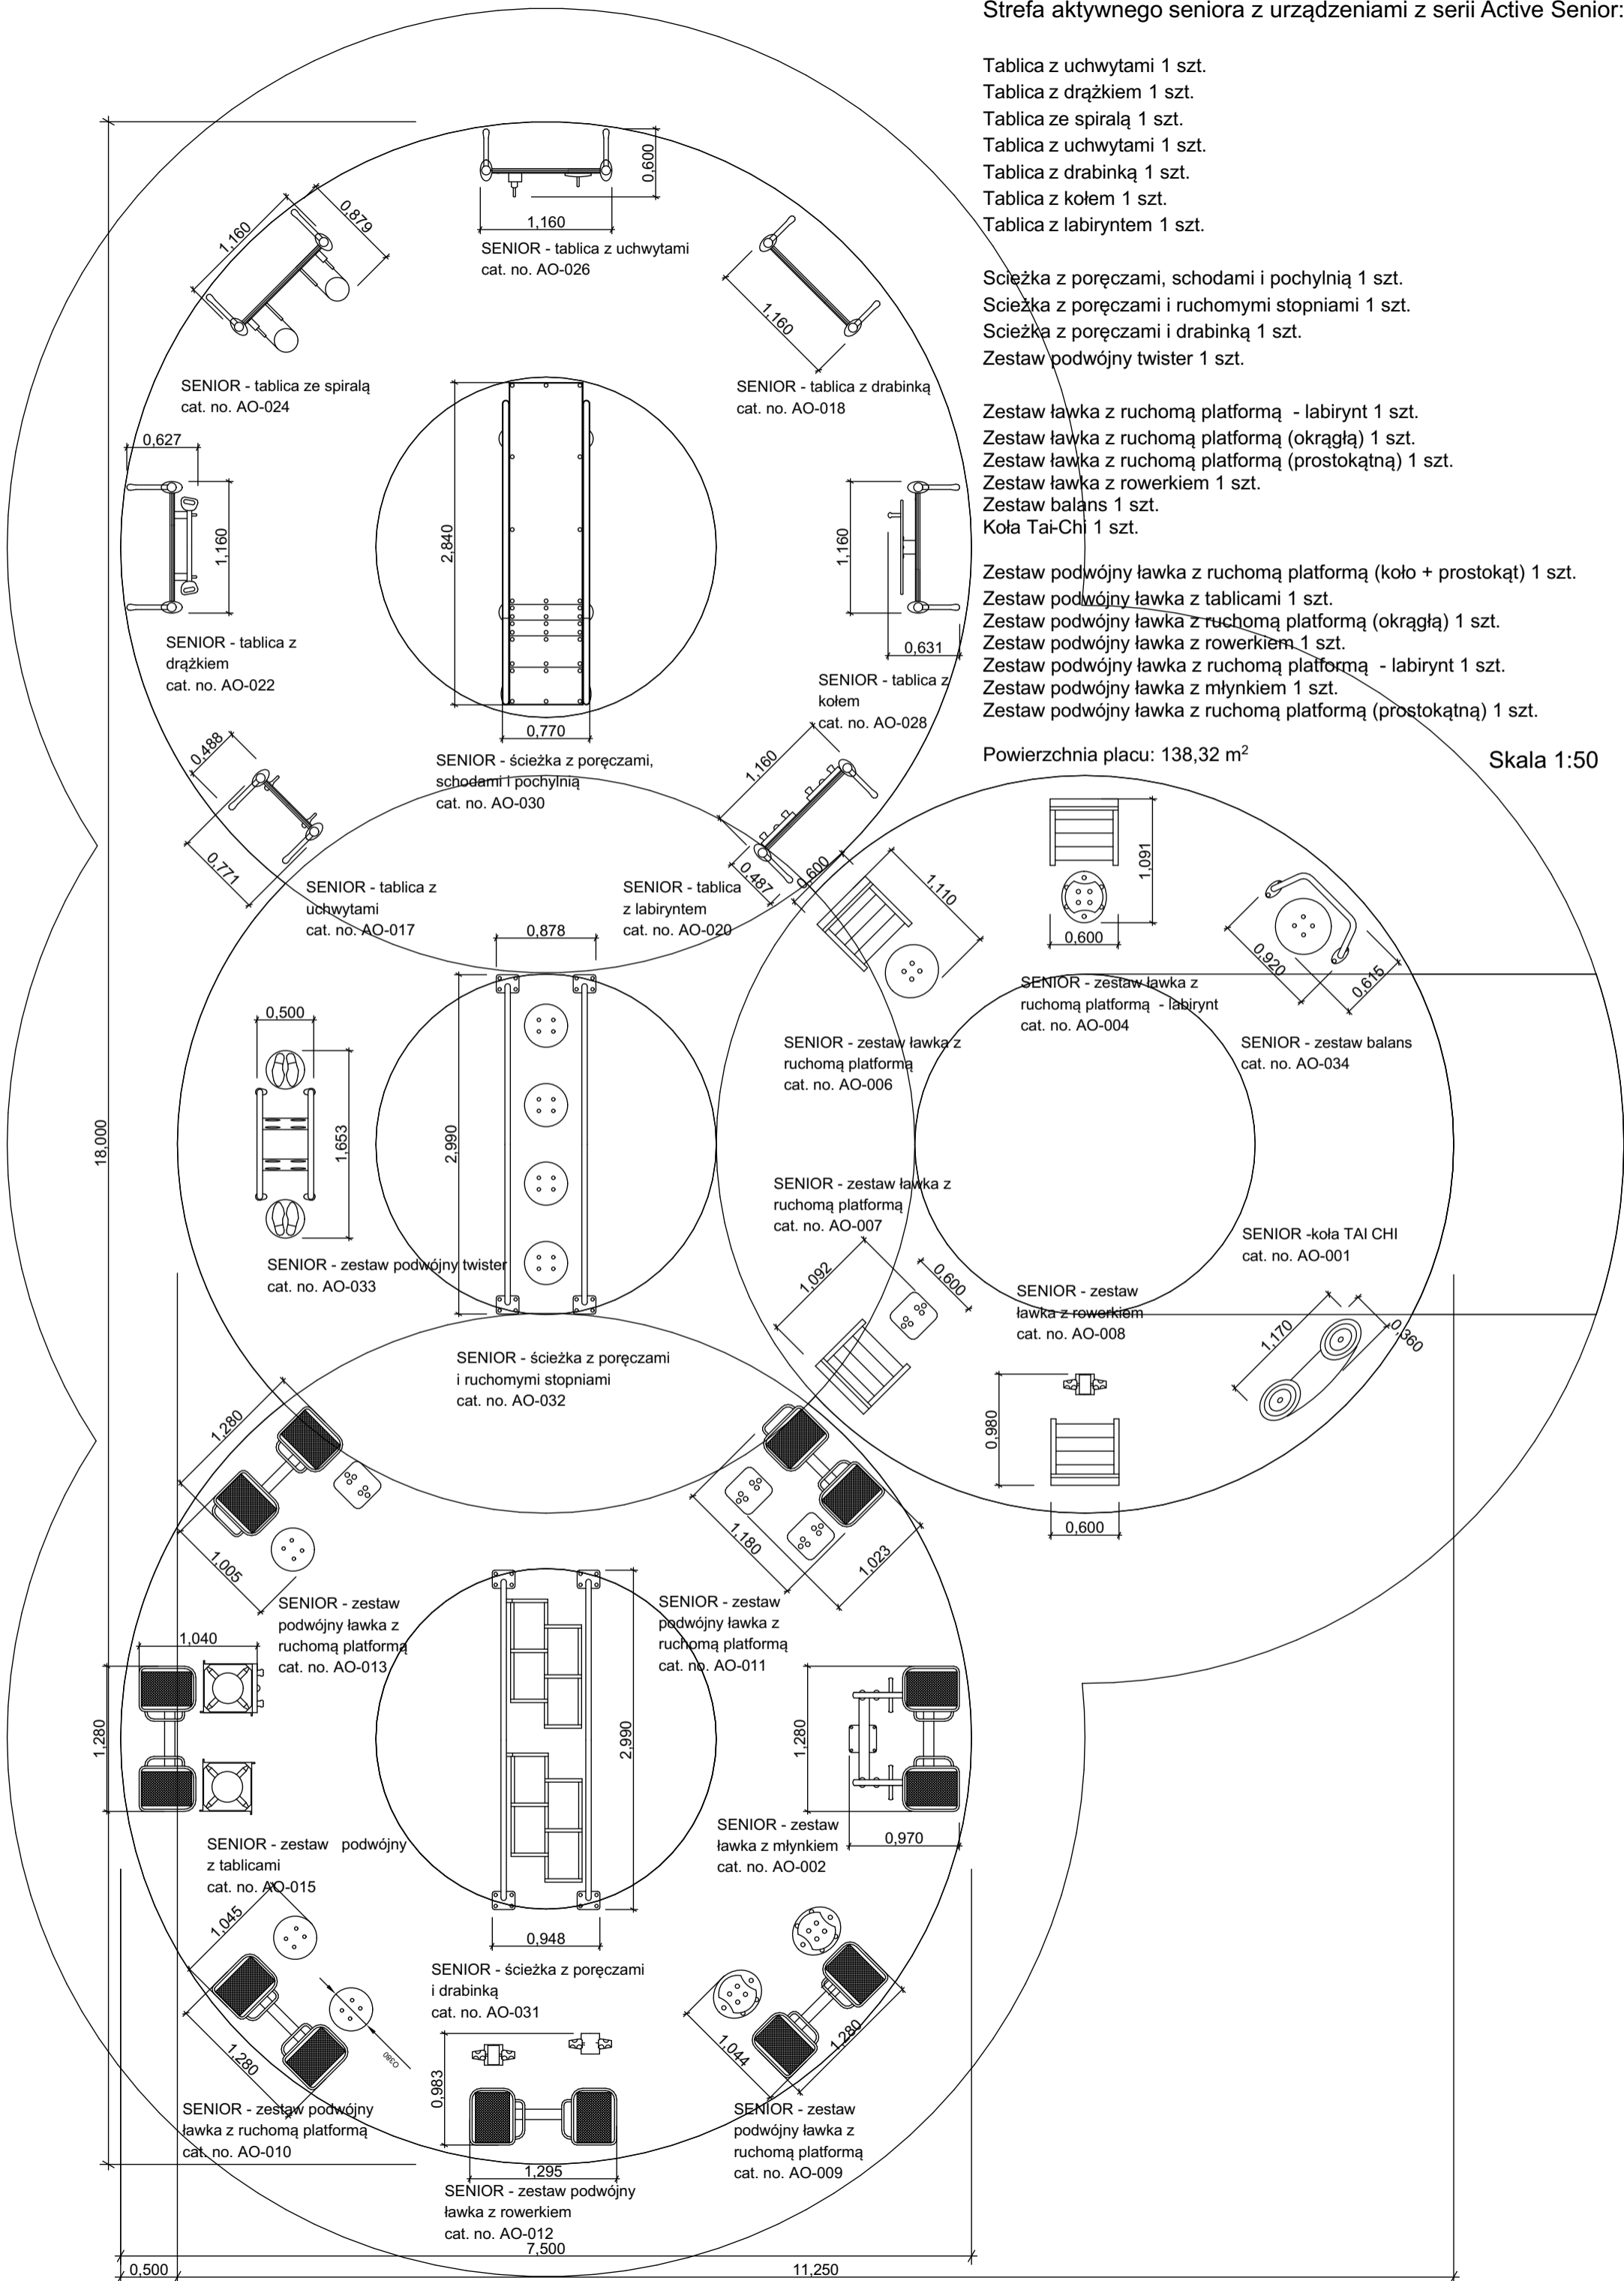 Strefa aktywnego seniora z urządzeniami z serii Active Senior:
Tablica z uchwytami 1 szt.
Tablica z drążkiem 1 szt.
Tablica ze spiralą 1 szt.
Tablica z uchwytami 1 szt.
Tablica z drabinką 1 szt.
Tablica z kołem 1 szt.
Tablica z labiryntem 1 szt.
Scieżka z poręczami, schodami i pochylnią 1 szt.
Scieżka z poręczami i ruchomymi stopniami 1 szt.
Scieżka z poręczami i drabinką 1 szt.
Zestaw podwójny twister 1 szt.
Zestaw ławka z ruchomą platformą - labirynt 1 szt.
Zestaw ławka z ruchomą platformą (okrągłą) 1 szt.
Zestaw ławka z ruchomą platformą (prostokątną) 1 szt.
Zestaw ławka z rowerkiem 1 szt.
Zestaw balans 1 szt.
Koła Tai-Chi 1 szt.
Zestaw podwójny ławka z ruchomą platformą (koło + prostokąt) 1 szt.
Zestaw podwójny ławka z tablicami 1 szt.
Zestaw podwójny ławka z ruchomą platformą (okrągłą) 1 szt.
Zestaw podwójny ławka z rowerkiem 1 szt.
Zestaw podwójny ławka z ruchomą platformą - labirynt 1 szt.
Zestaw podwójny ławka z młynkiem 1 szt.
Zestaw podwójny ławka z ruchomą platformą (prostokątną) 1 szt.
Powierzchnia placu: 138,32 m²
Skala 1:50
0,600
1,160
SENIOR - tablica z uchwytami
cat. no. AO-026
1,160
0,879
SENIOR - tablica ze spiralą
cat. no. AO-024
1,160
SENIOR - tablica z drabinką
cat. no. AO-018
0,627
1,160
SENIOR - tablica z
drążkiem
cat. no. AO-022
2,840
0,770
SENIOR - ścieżka z poręczami,
schodami i pochylnią
cat. no. AO-030
1,160
0,631
SENIOR - tablica z
kołem
cat. no. AO-028
0,488
0,771
SENIOR - tablica z
uchwytami
cat. no. AO-017
1,160
0,487
SENIOR - tablica
z labiryntem
cat. no. AO-020
0,600
1,110
SENIOR - zestaw ławka z
ruchomą platformą
cat. no. AO-006
1,091
0,600
SENIOR - zestaw ławka z
ruchomą platformą - labirynt
cat. no. AO-004
0,920
0,615
SENIOR - zestaw balans
cat. no. AO-034
18,000
0,500
1,653
SENIOR - zestaw podwójny twister
cat. no. AO-033
0,878
2,990
SENIOR - ścieżka z poręczami
i ruchomymi stopniami
cat. no. AO-032
SENIOR - zestaw ławka z
ruchomą platformą
cat. no. AO-007
1,092
0,600
SENIOR - zestaw
ławka z rowerkiem
cat. no. AO-008
0,980
0,600
SENIOR -koła TAI CHI
cat. no. AO-001
1,170
0,360
1,280
1,005
SENIOR - zestaw
podwójny ławka z
ruchomą platformą
cat. no. AO-013
1,180
1,023
SENIOR - zestaw
podwójny ławka z
ruchomą platformą
cat. no. AO-011
1,040
1,280
SENIOR - zestaw podwójny
z tablicami
cat. no. AO-015
2,990
0,948
SENIOR - ścieżka z poręczami
i drabinką
cat. no. AO-031
1,280
0,970
SENIOR - zestaw
ławka z młynkiem
cat. no. AO-002
1,045
1,280
0380
SENIOR - zestaw podwójny
ławka z ruchomą platformą
cat. no. AO-010
0,983
1,295
SENIOR - zestaw podwójny
ławka z rowerkiem
cat. no. AO-012
1,044
1,280
SENIOR - zestaw
podwójny ławka z
ruchomą platformą
cat. no. AO-009
7,500
0,500
11,250